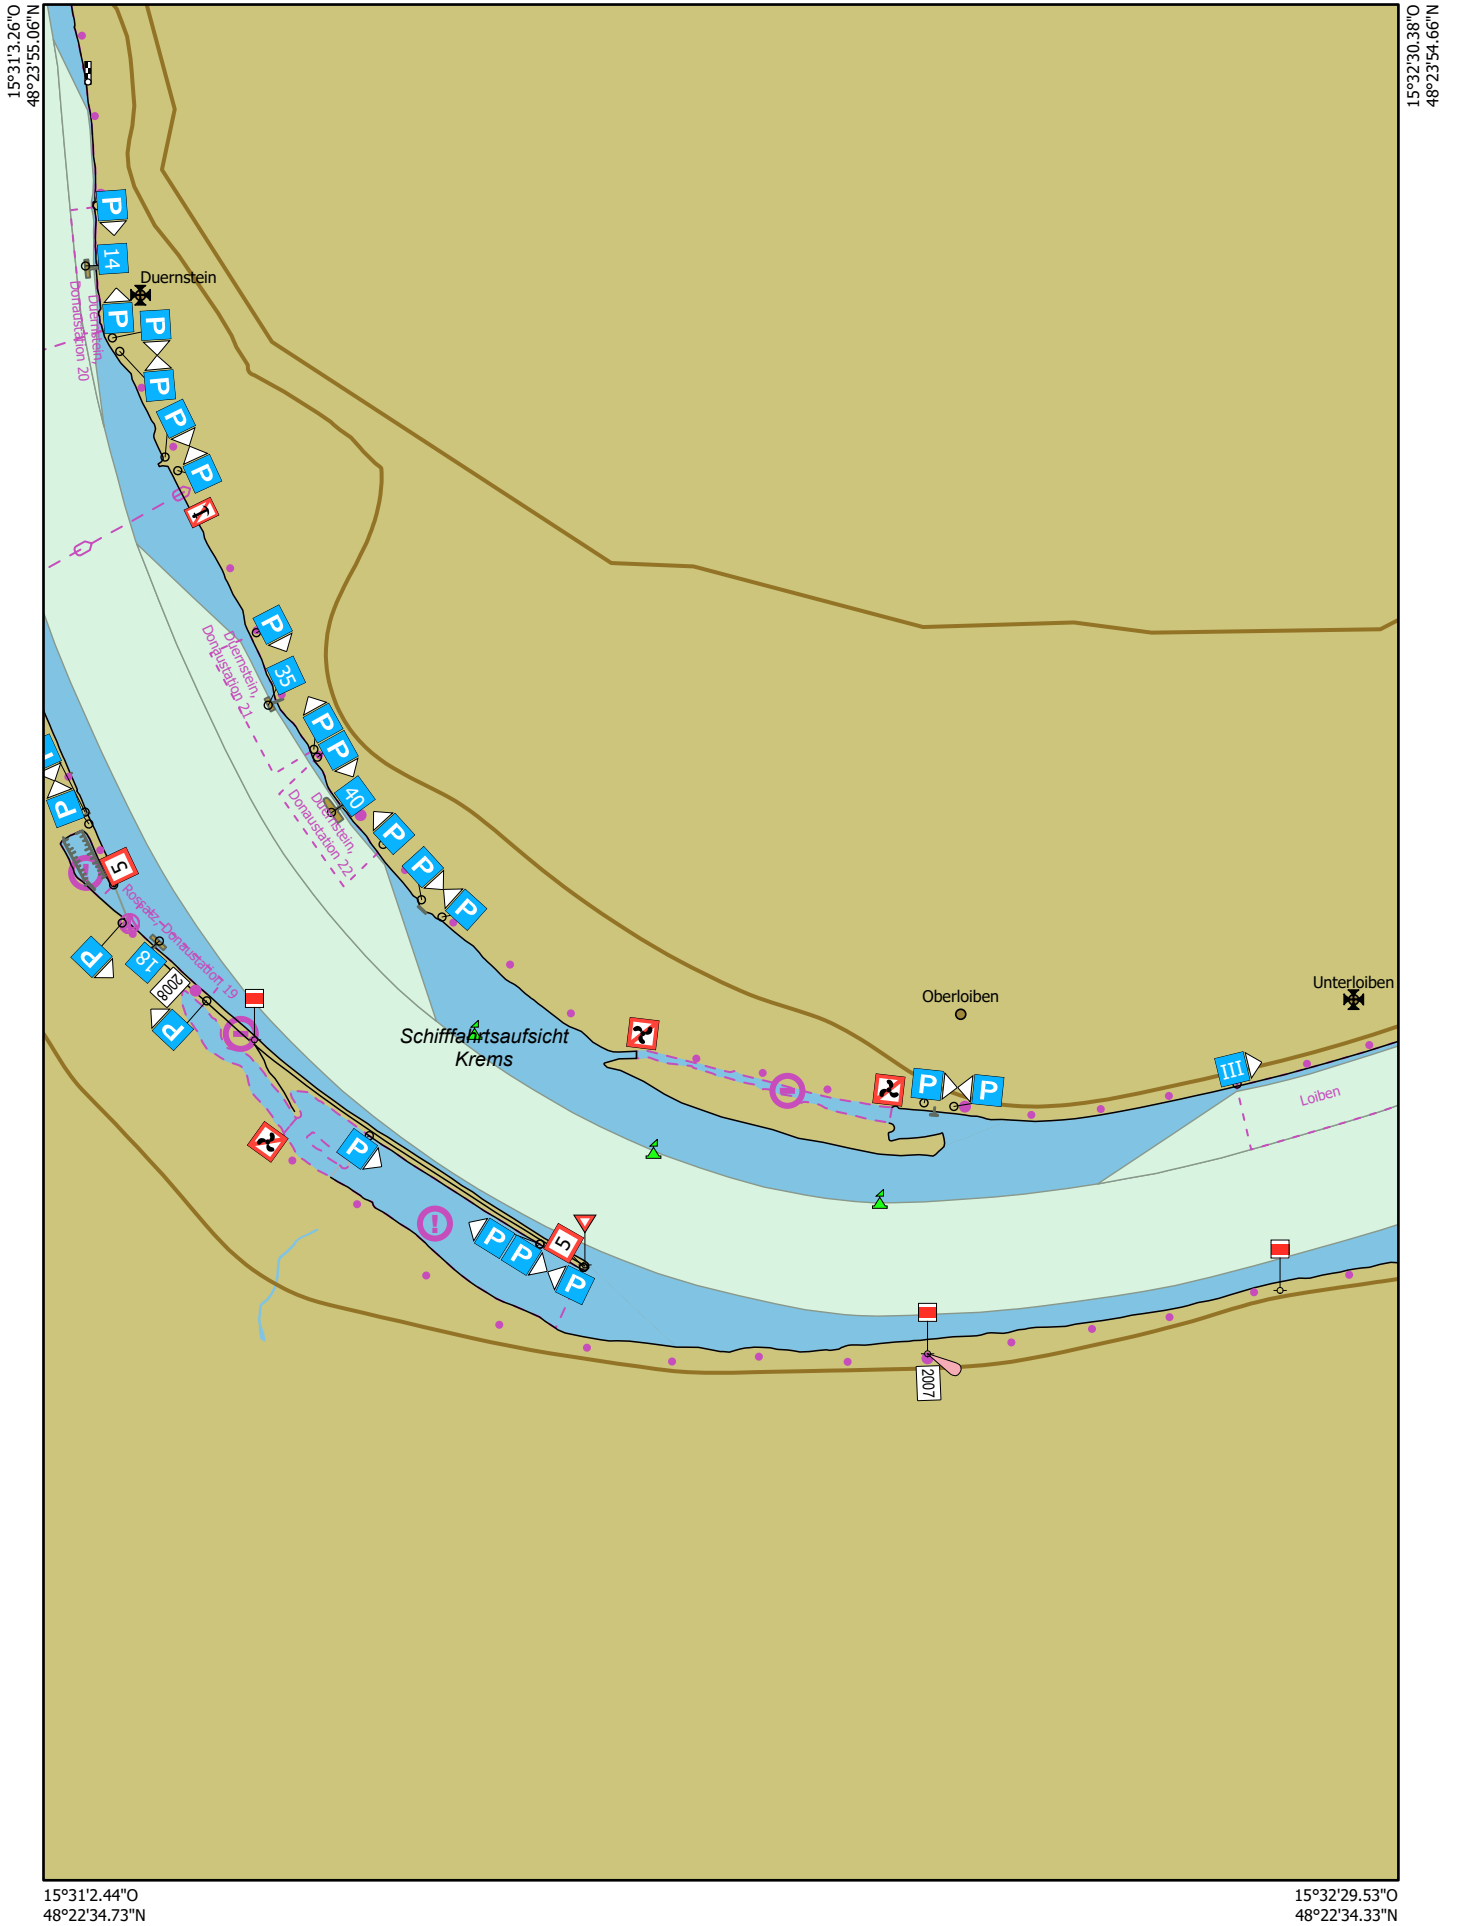 15°31'3.26"O
48°23'55.06"N
15°32'30.38"O
48°23'54.66"N
P
14
Duernstein
Duernstein,
Donaustation 20
P
P
P
P
P
P
35
Duernstein,
Donaustation 21
P
P
40
Duernstein,
Donaustation 22
P
P
P
P
5
Rossatz, Donaustation 19
P
18
2008
P
Schifffahrtsaufsicht
Krems
Oberloiben
Unterloiben
P
P
III
Loiben
P
!
P
P
5
P
2007
15°31'2.44"O
48°22'34.73"N
15°32'29.53"O
48°22'34.33"N